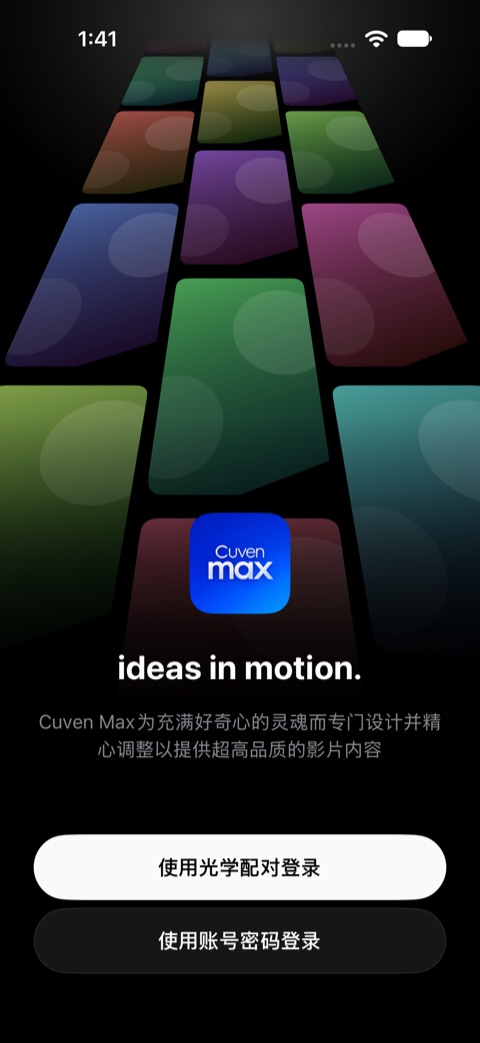 1:41
Cuven
max
ideas in motion.
Cuven Max为充满好奇心的灵魂而专门设计并精
心调整以提供超高品质的影片内容
使用光学配对登录
使用账号密码登录